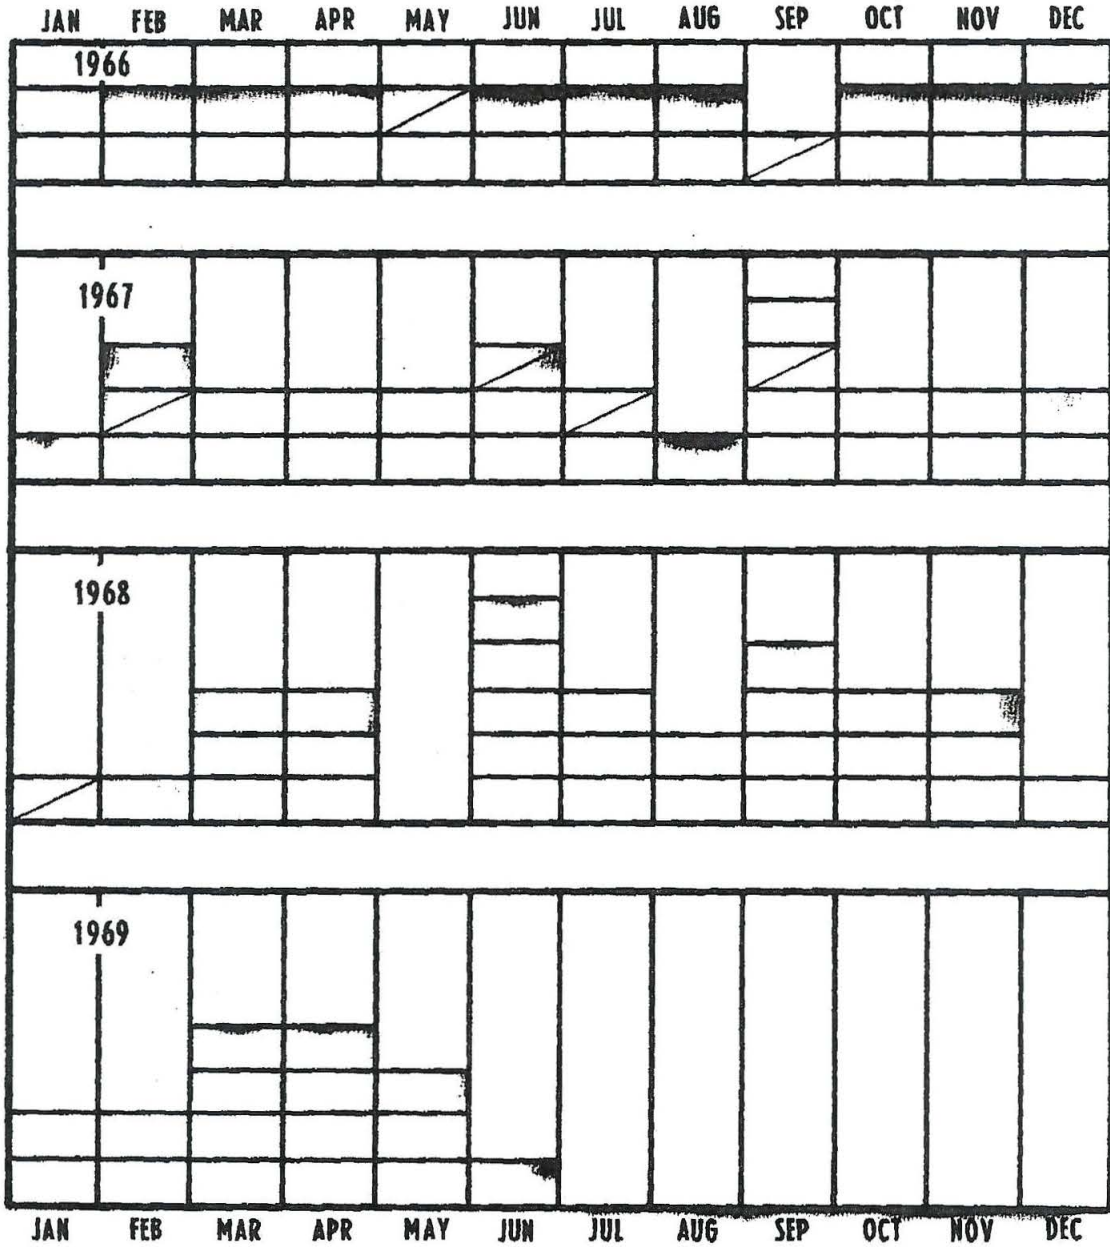 JAN FEB MAR APR MAY JUN JUL AUG SEP OCT NOV DEC
1966
1967
1968
1969
JAN FEB MAR APR MAY JUN JUL AUG SEP OCT NOV DEC